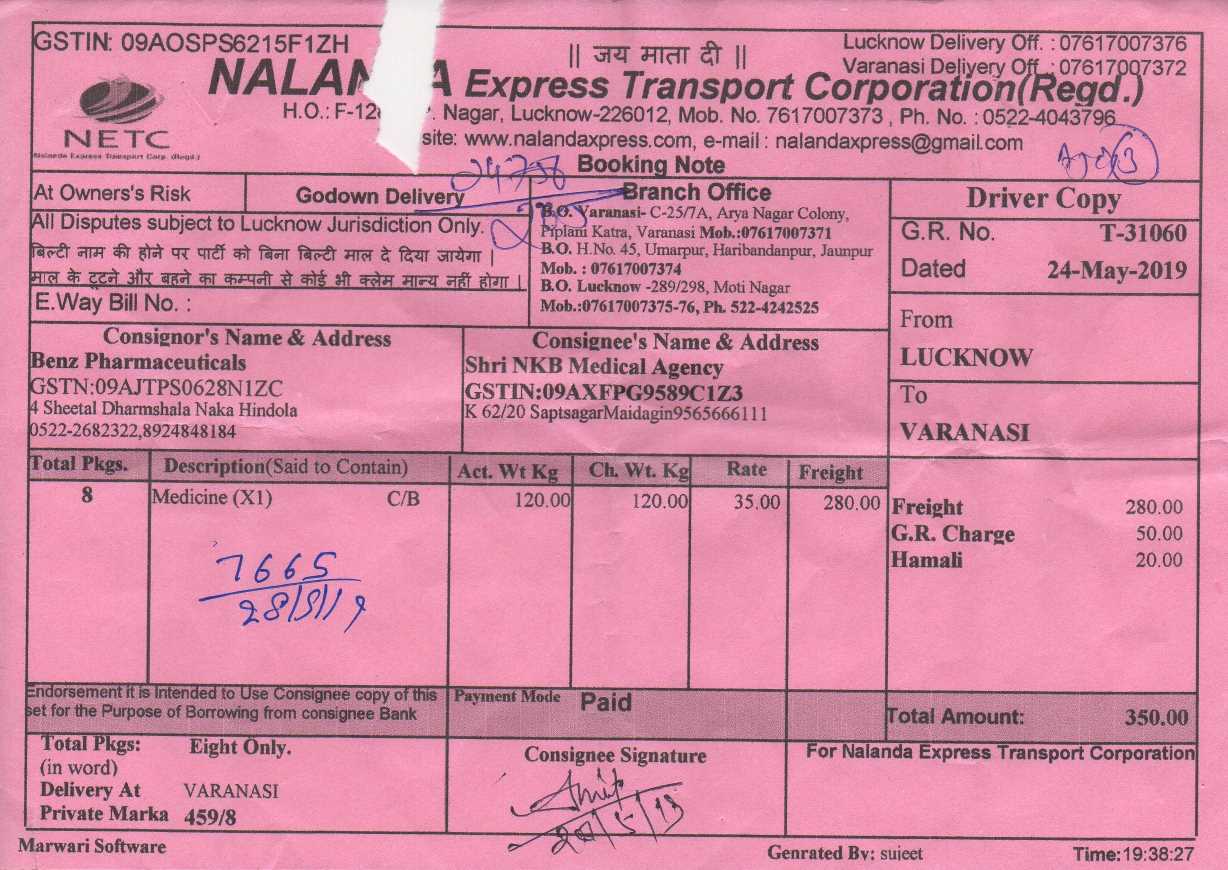 GSTIN: 09AOSPS6215F1ZH
|| जय माता दी ||
Lucknow Delivery Off. : 07617007376
Varanasi Delivery Off. : 07617007372
NETC
Nalanda Express Transport Corp. (Regd.)
Express Transport Corporation(Regd.)
H.O.: F-12 Nagar, Lucknow-226012, Mob. No. 7617007373 , Ph. No. : 0522-4043796
site: www.nalandaxpress.com, e-mail : nalandaxpress@gmail.com
Booking Note
At Owners's Risk
Godown Delivery
All Disputes subject to Lucknow Jurisdiction Only.
बिल्टी नाम की होने पर पार्टी को बिना बिल्टी माल दे दिया जायेगा |
माल के टूटने और बहने का कम्पनी से कोई भी क्लेम मान्य नहीं होगा |
E.Way Bill No. :
Branch Office
B.O. Varanasi- C-25/7A, Arya Nagar Colony,
Piplani Katra, Varanasi Mob.:07617007371
B.O. H.No. 45, Umarpur, Haribandanpur, Jaunpur
Mob. : 07617007374
B.O. Lucknow -289/298, Moti Nagar
Mob.:07617007375-76, Ph. 522-4242525
Driver Copy
G.R. No. T-31060
Dated 24-May-2019
From
LUCKNOW
To
VARANASI
Consignor's Name & Address
Benz Pharmaceuticals
GSTN:09AJTPS0628N1ZC
4 Sheetal Dharmshala Naka Hindola
0522-2682322,8924848184
Consignee's Name & Address
Shri NKB Medical Agency
GSTIN:09AXFPG9589C1Z3
K 62/20 SaptsagarMaidagin9565666111
Total Pkgs. Description(Said to Contain) Act. Wt Kg Ch. Wt. Kg Rate Freight
8 Medicine (X1) C/B 120.00 120.00 35.00 280.00
7665
28/5/19
Freight 280.00
G.R. Charge 50.00
Hamali 20.00
Endorsement it is Intended to Use Consignee copy of this
set for the Purpose of Borrowing from consignee Bank
Payment Mode Paid
Total Amount: 350.00
Total Pkgs: Eight Only.
(in word)
Delivery At VARANASI
Private Marka 459/8
Consignee Signature
For Nalanda Express Transport Corporation
Marwari Software
Genrated By: sujeet
Time:19:38:27